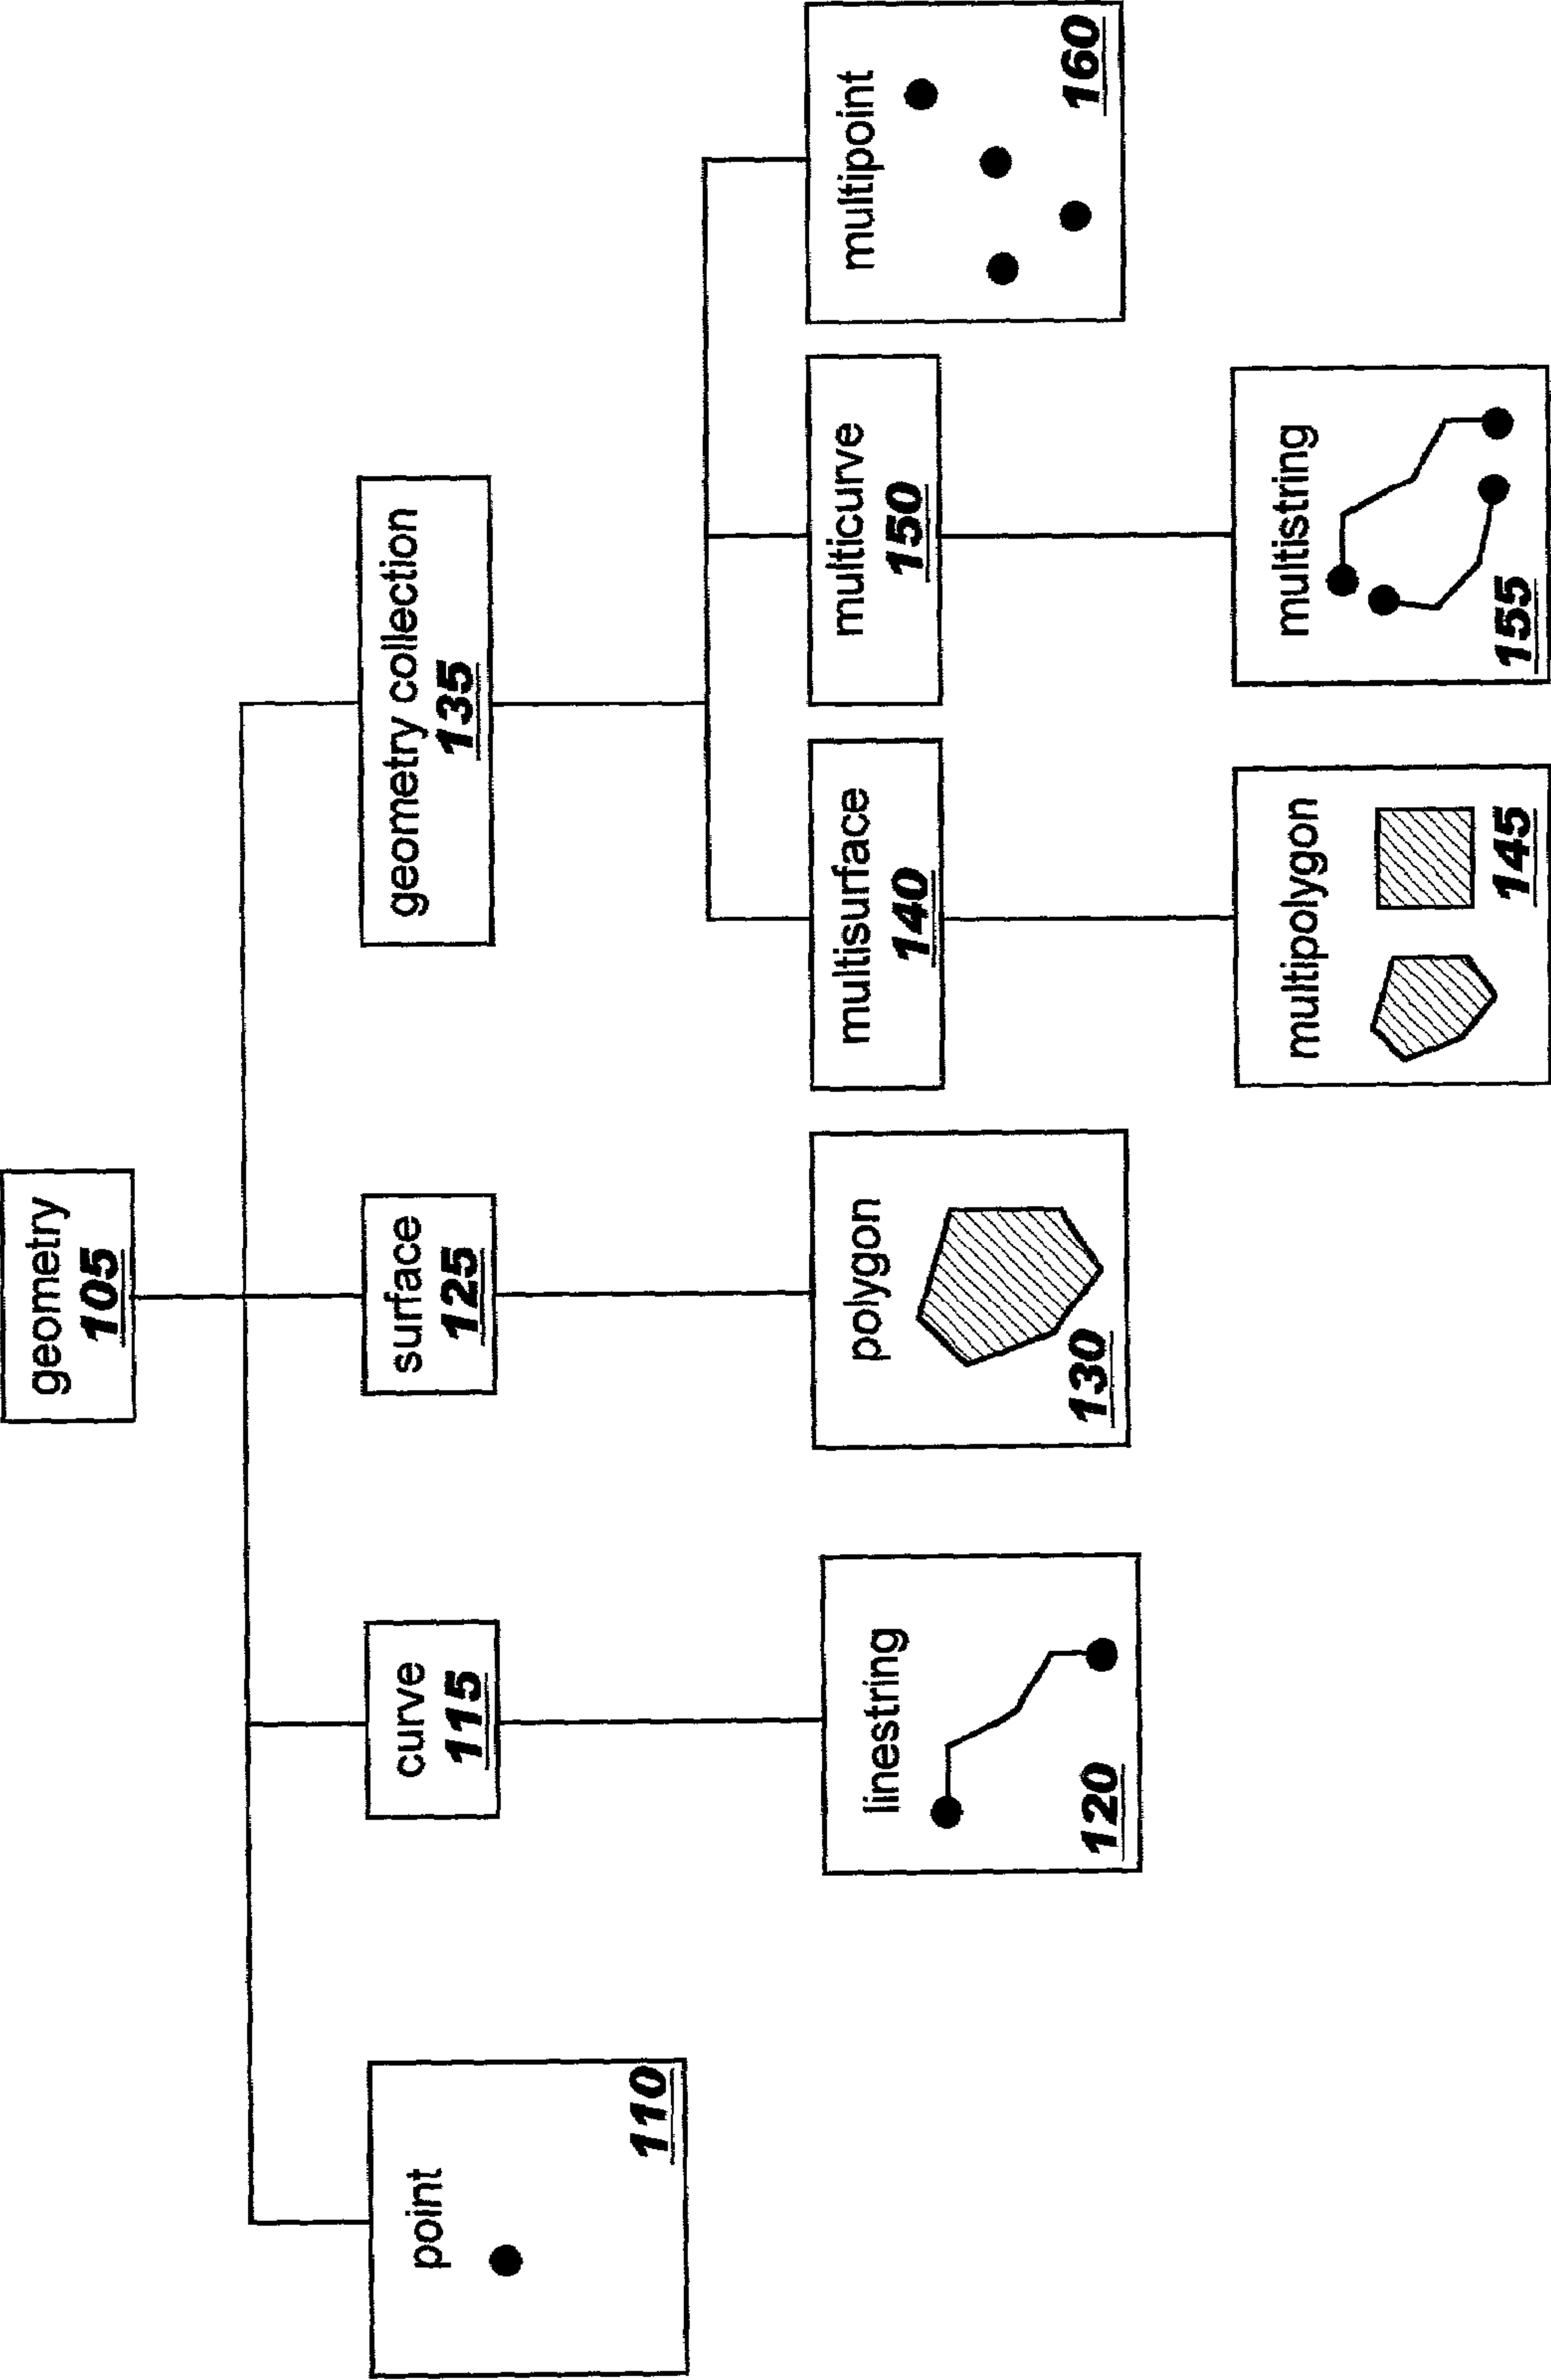 geometry
105
point
110
curve
115
surface
125
geometry collection
135
linestring
120
polygon
130
multisurface
140
multicurve
150
multipoint
160
multipolygon
145
multistring
155